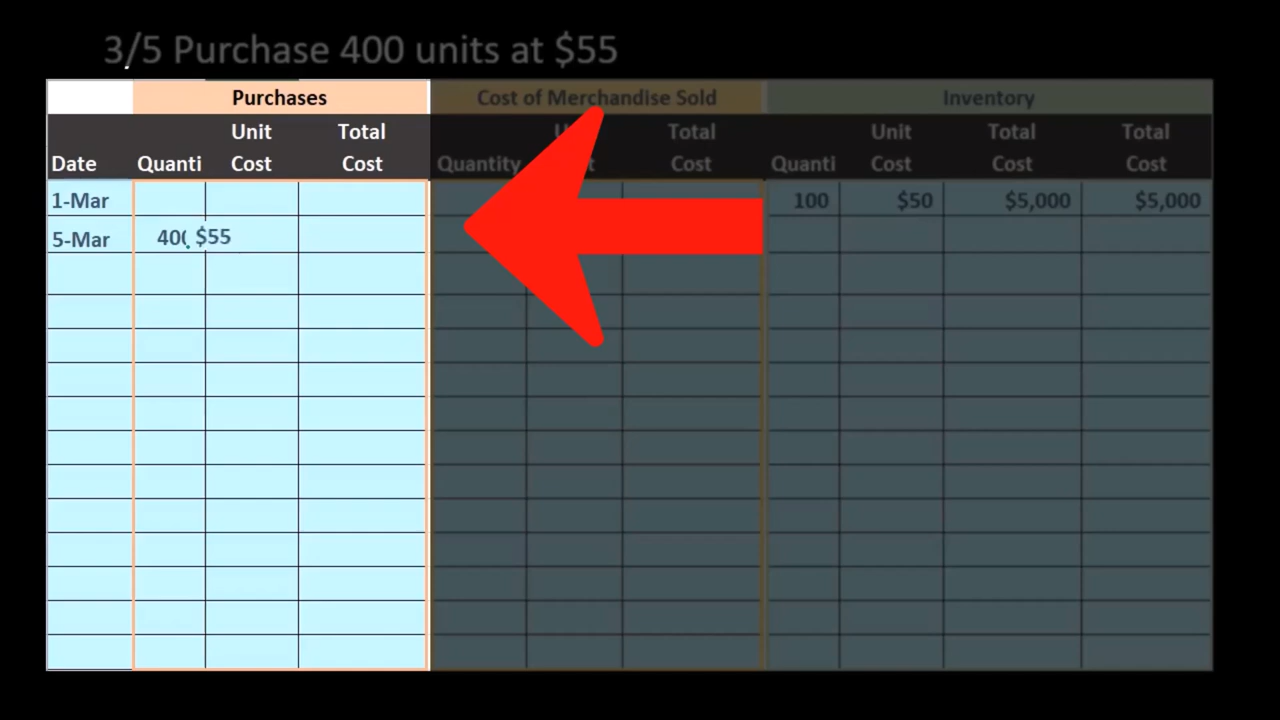 3/5 Purchase 400 units at $55
Purchases Cost of Merchandise Sold Inventory
Unit Total Total Unit Total Total
Date Quanti Cost Cost Quantity Cost Quanti Cost Cost Cost
1-Mar 100 $50 $5,000 $5,000
5-Mar $55